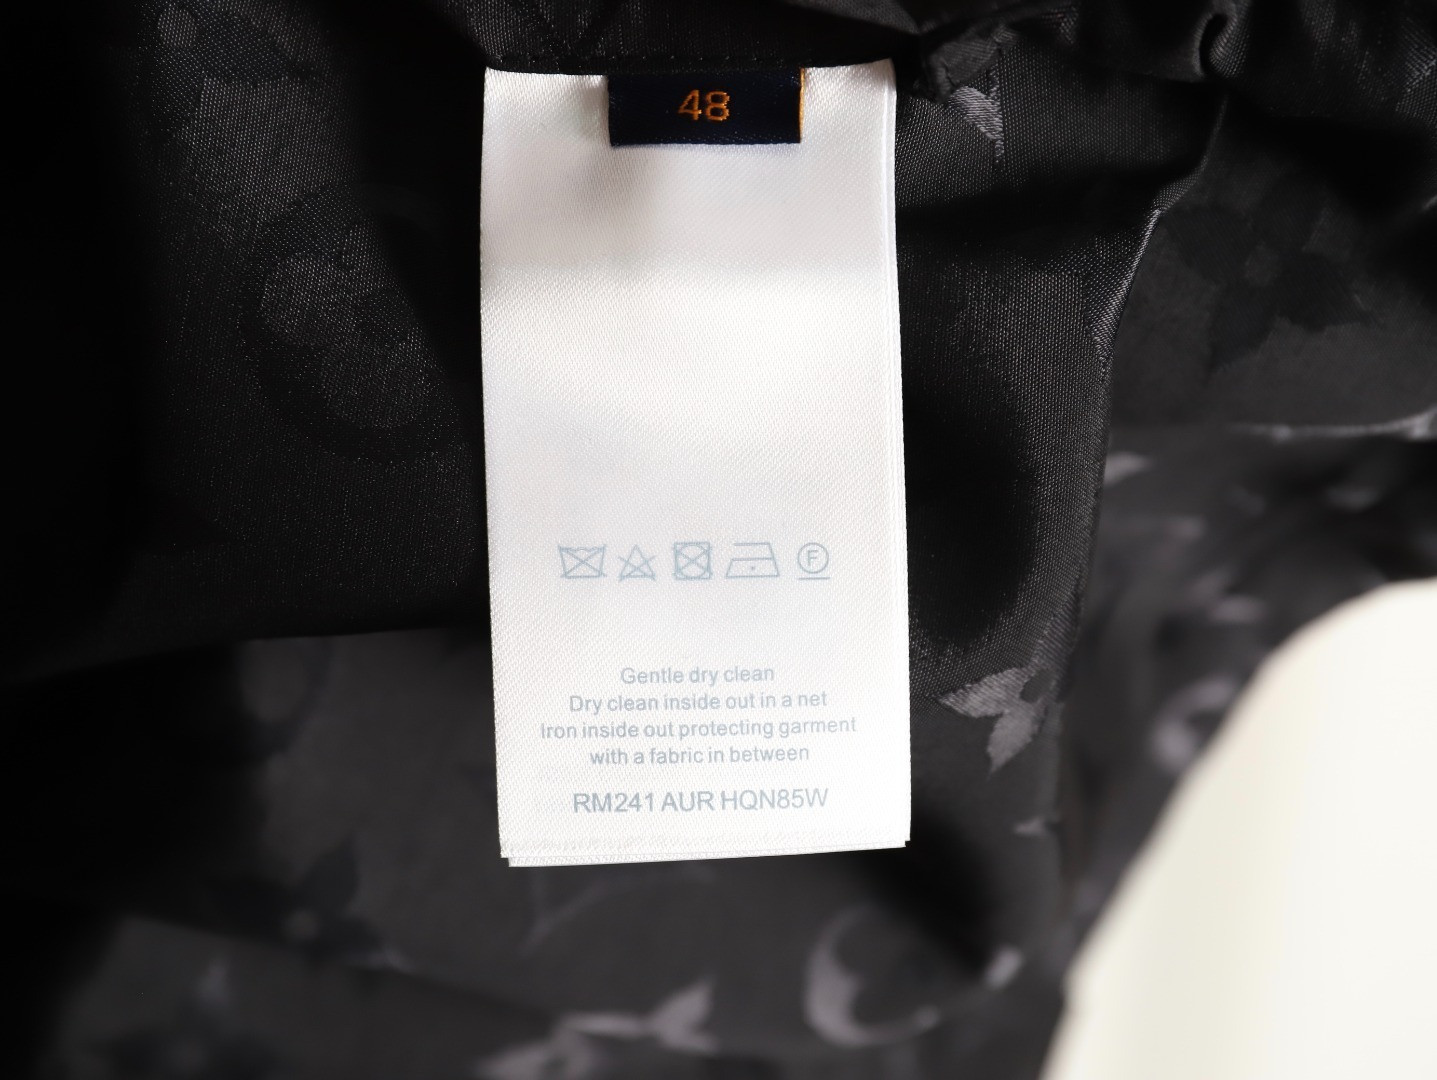 48
F
Gentle dry clean
Dry clean inside out in a net
Iron inside out protecting garment
with a fabric in between
RM241 AUR HQN85W